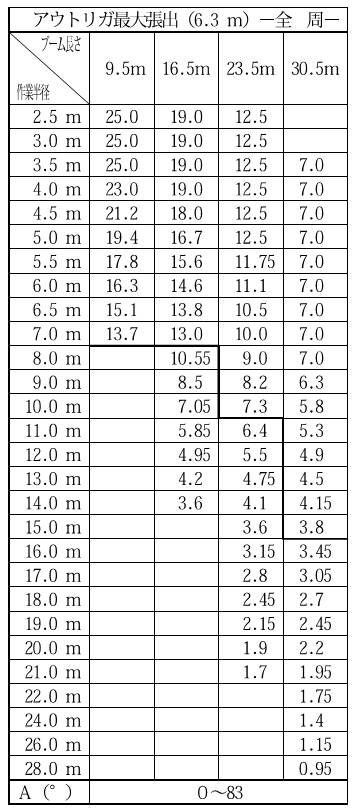 アウトリガ最大張出（6.3 m）－全　周－
ブーム長さ
作業半径
9.5m 16.5m 23.5m 30.5m
2.5 m 25.0 19.0 12.5
3.0 m 25.0 19.0 12.5
3.5 m 25.0 19.0 12.5 7.0
4.0 m 23.0 19.0 12.5 7.0
4.5 m 21.2 18.0 12.5 7.0
5.0 m 19.4 16.7 12.5 7.0
5.5 m 17.8 15.6 11.75 7.0
6.0 m 16.3 14.6 11.1 7.0
6.5 m 15.1 13.8 10.5 7.0
7.0 m 13.7 13.0 10.0 7.0
8.0 m 10.55 9.0 7.0
9.0 m 8.5 8.2 6.3
10.0 m 7.05 7.3 5.8
11.0 m 5.85 6.4 5.3
12.0 m 4.95 5.5 4.9
13.0 m 4.2 4.75 4.5
14.0 m 3.6 4.1 4.15
15.0 m 3.6 3.8
16.0 m 3.15 3.45
17.0 m 2.8 3.05
18.0 m 2.45 2.7
19.0 m 2.15 2.45
20.0 m 1.9 2.2
21.0 m 1.7 1.95
22.0 m 1.75
24.0 m 1.4
26.0 m 1.15
28.0 m 0.95
A（°） 0～83